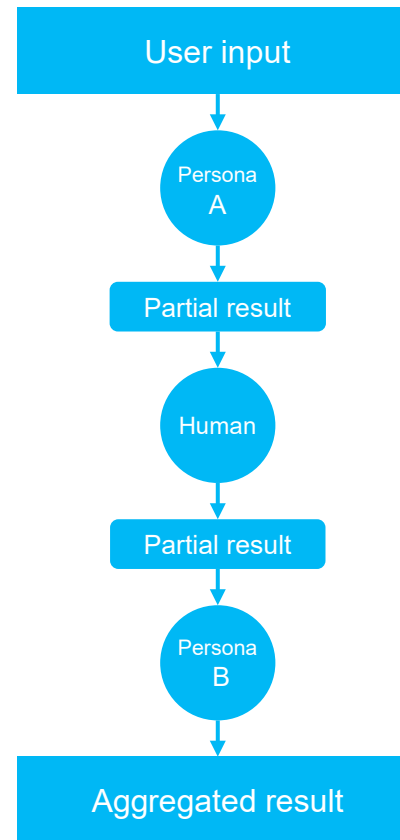 User input
Persona
A
Partial result
Human
Partial result
Persona
B
Aggregated result